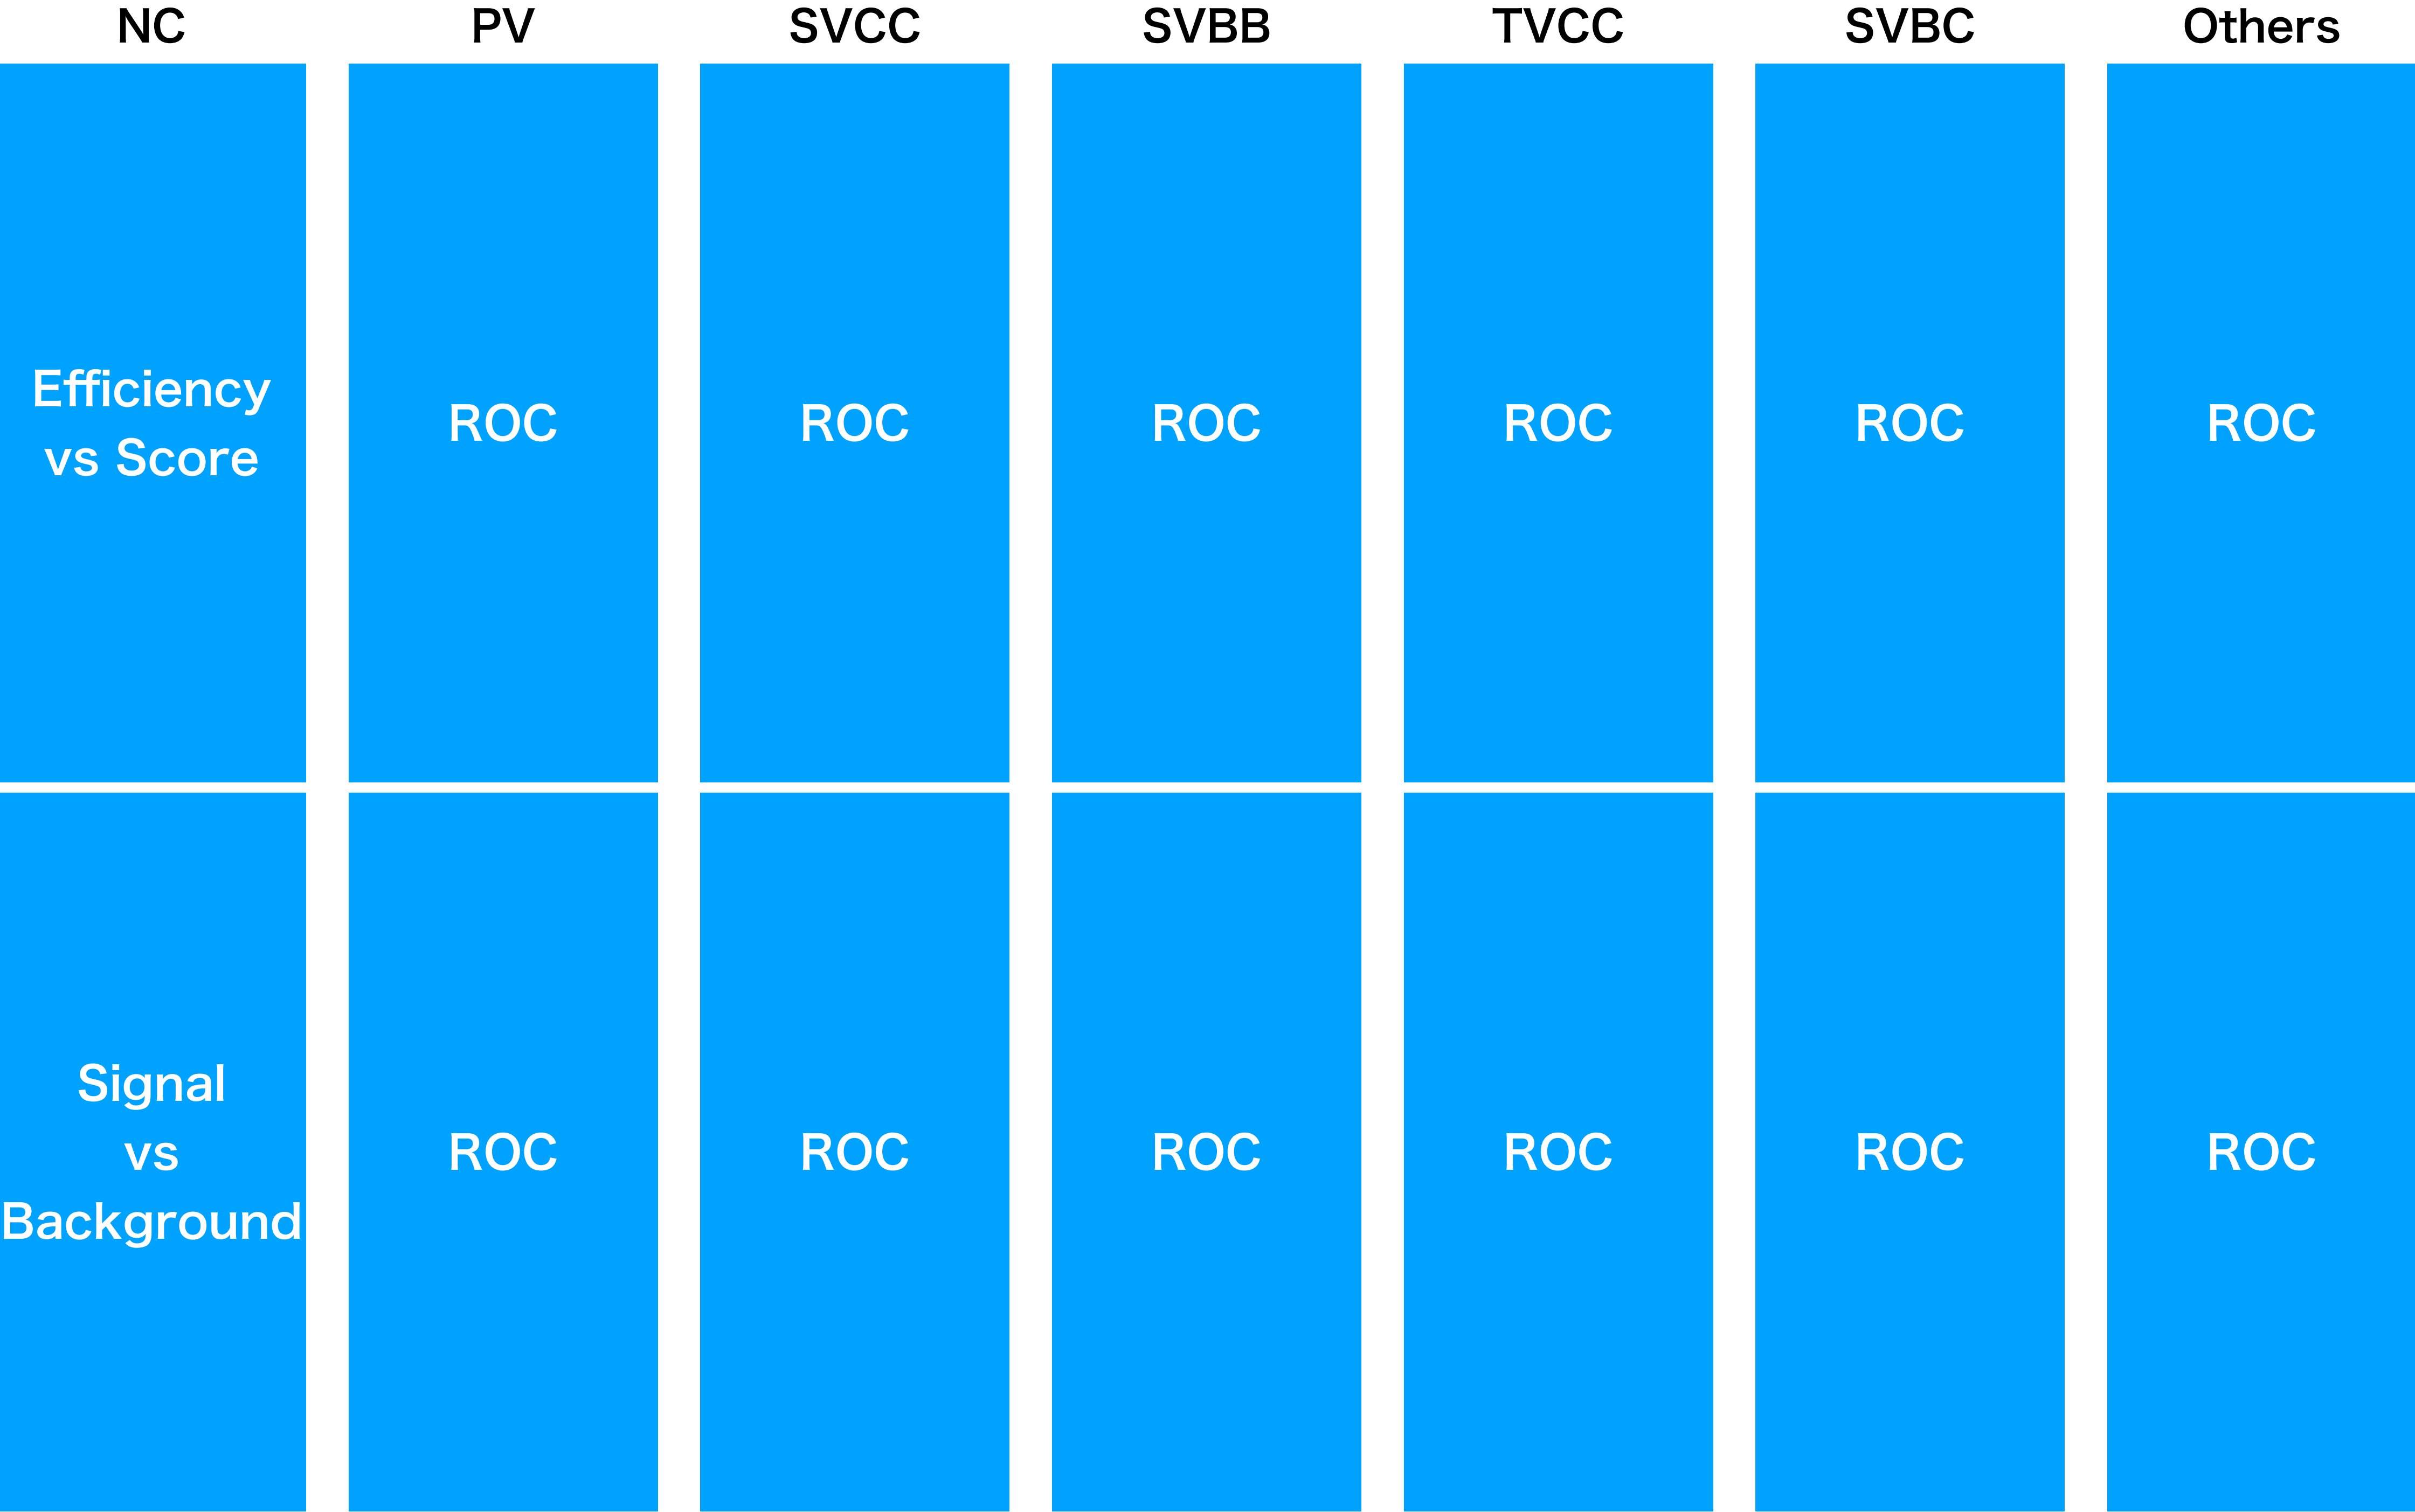 NC PV SVCC SVBB TVCC SVBC Others
Efficiency
vs Score
ROC ROC ROC ROC ROC ROC
Signal
vs
Background
ROC ROC ROC ROC ROC ROC